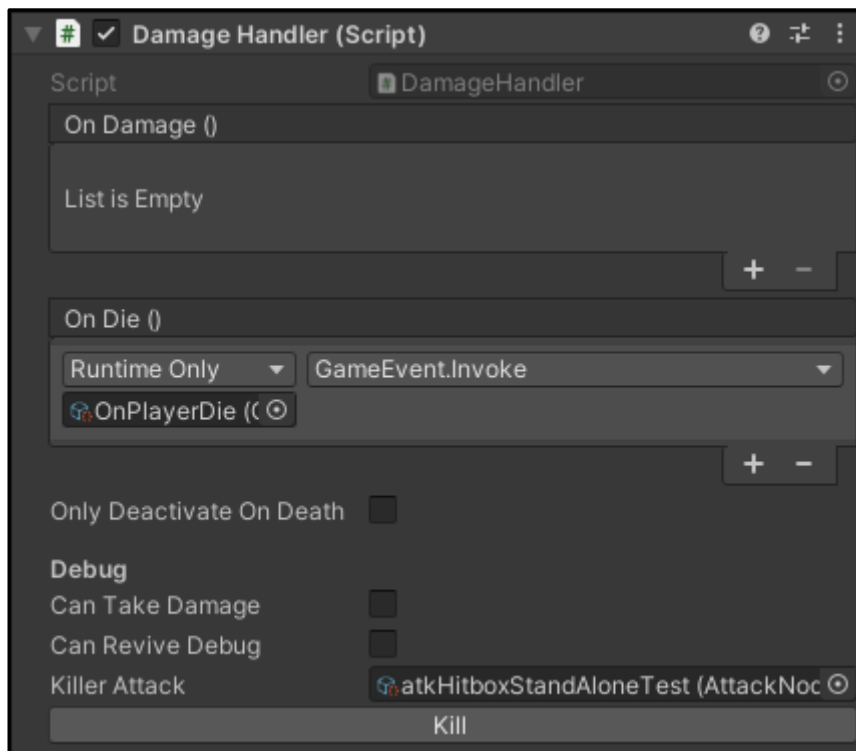 Damage Handler (Script)
Script DamageHandler
On Damage ()
List is Empty
+ −
On Die ()
Runtime Only GameEvent.Invoke
OnPlayerDie ((
+ −
Only Deactivate On Death
Debug
Can Take Damage
Can Revive Debug
Killer Attack atkHitboxStandAloneTest (AttackNod
Kill